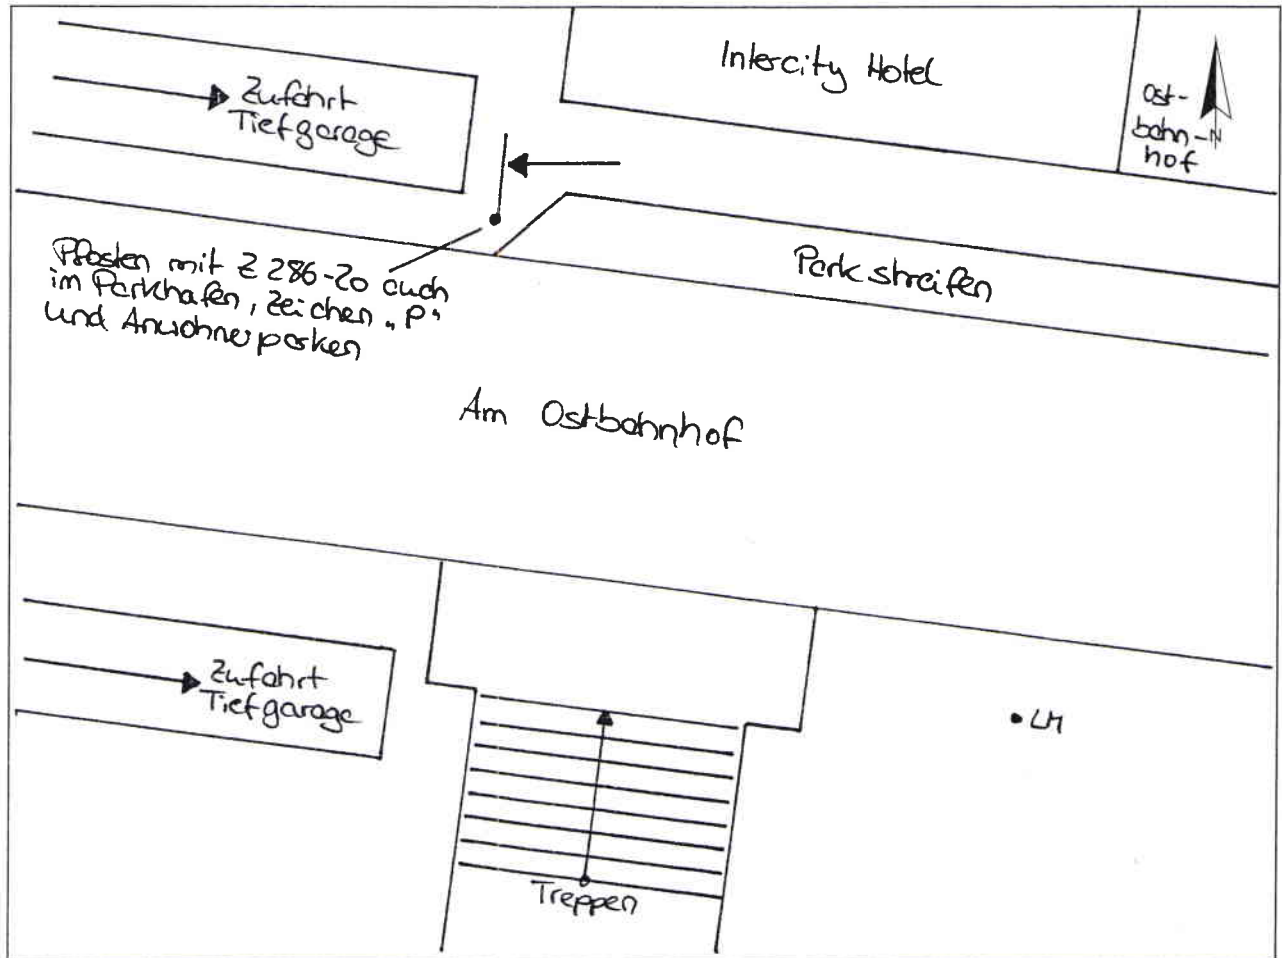 Intercity Hotel
Ost-
bahn-
hof
N
Zufahrt
Tiefgarage
Pfosten mit Z 286-20 auch
im Parkhafen, Zeichen „P“
und Anwohnerparken
Parkstreifen
Am Ostbahnhof
Zufahrt
Tiefgarage
LM
Treppen